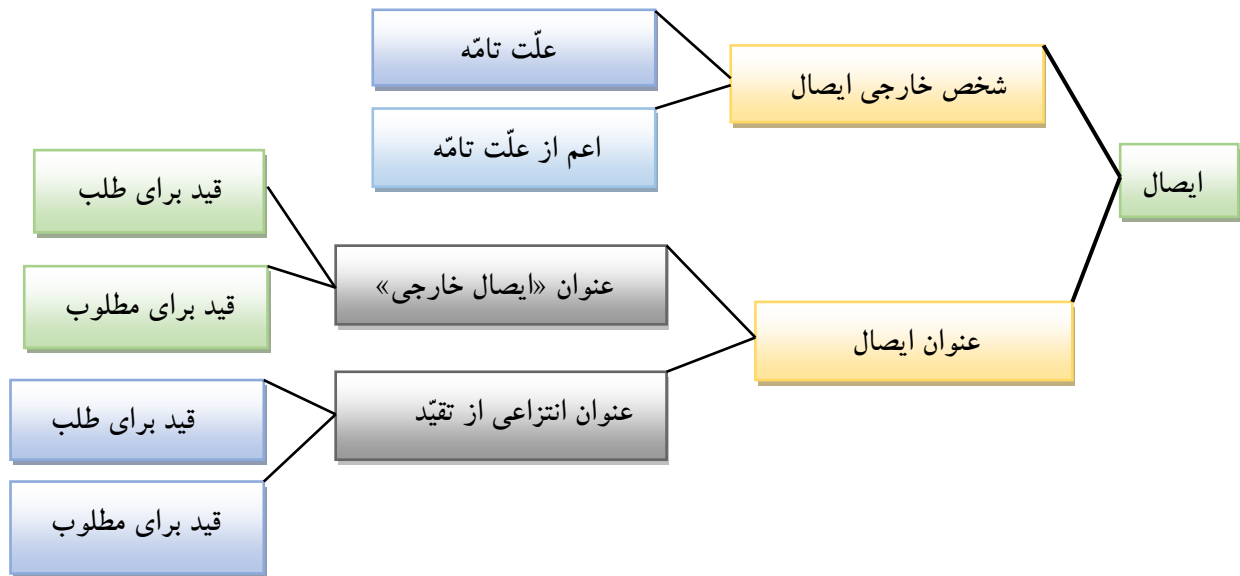 ایصال
شخص خارجی ایصال
علّت تامّه
اعم از علّت تامّه
عنوان ایصال
عنوان «ایصال خارجی»
قید برای طلب
قید برای مطلوب
عنوان انتزاعی از تقیّد
قید برای طلب
قید برای مطلوب